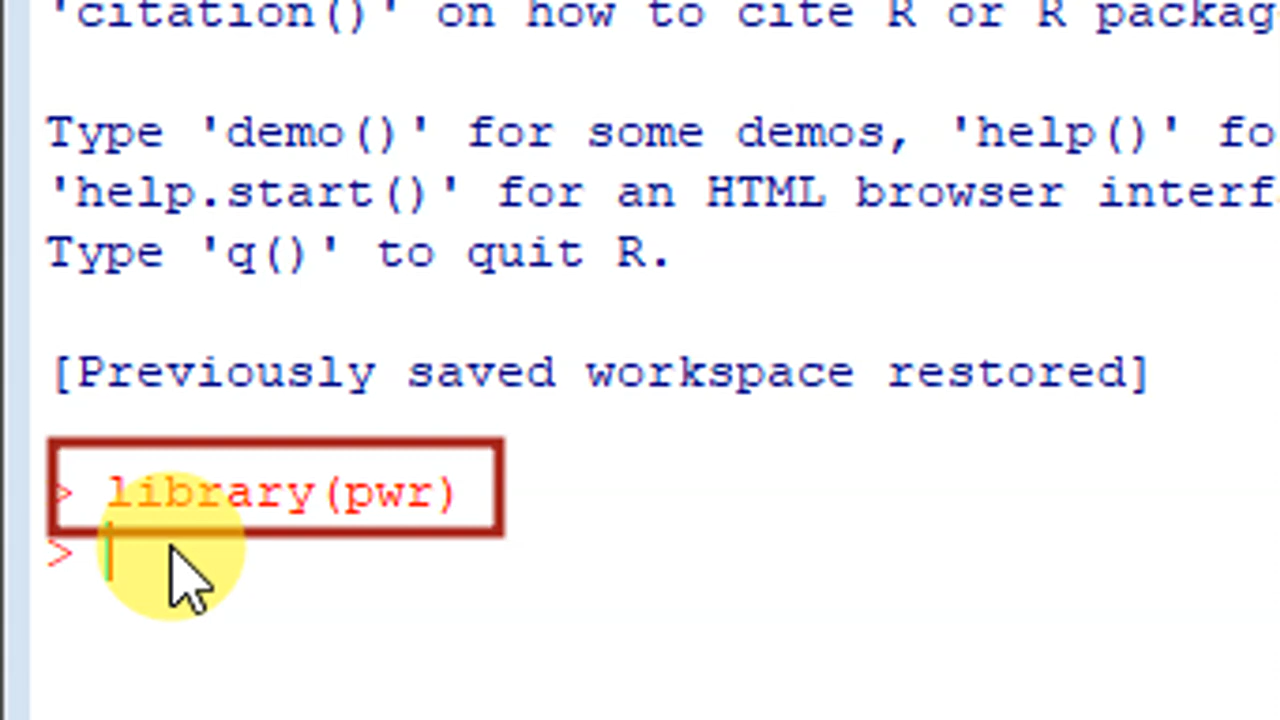 'citation()' on how to cite R or R packag
Type 'demo()' for some demos, 'help()' fo
'help.start()' for an HTML browser interf
Type 'q()' to quit R.
[Previously saved workspace restored]
> library(pwr)
>